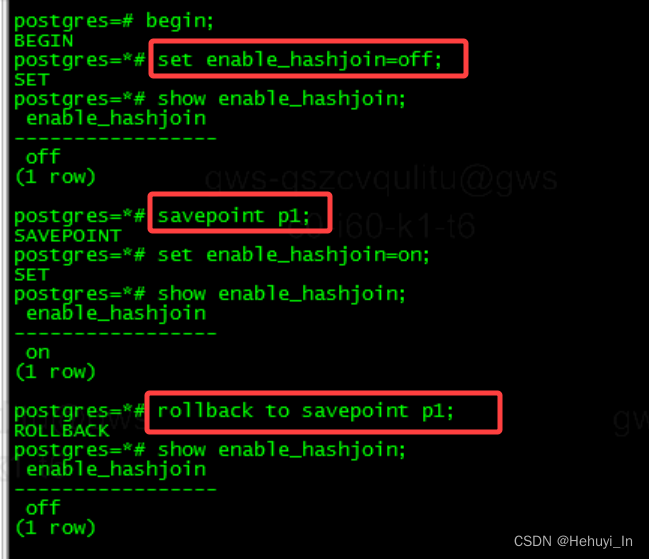 postgres=# begin;
BEGIN
postgres=*# set enable_hashjoin=off;
SET
postgres=*# show enable_hashjoin;
 enable_hashjoin
-----------------
 off
(1 row)
gws-gszcvqulitu@gws
postgres=*# savepoint p1;
i60-k1-t6
SAVEPOINT
postgres=*# set enable_hashjoin=on;
SET
postgres=*# show enable_hashjoin;
 enable_hashjoin
-----------------
 on
(1 row)
postgres=*# rollback to savepoint p1;
ROLLBACK
postgres=*# show enable_hashjoin;
 enable_hashjoin
-----------------
 off
(1 row)
CSDN @Hehuyi_In